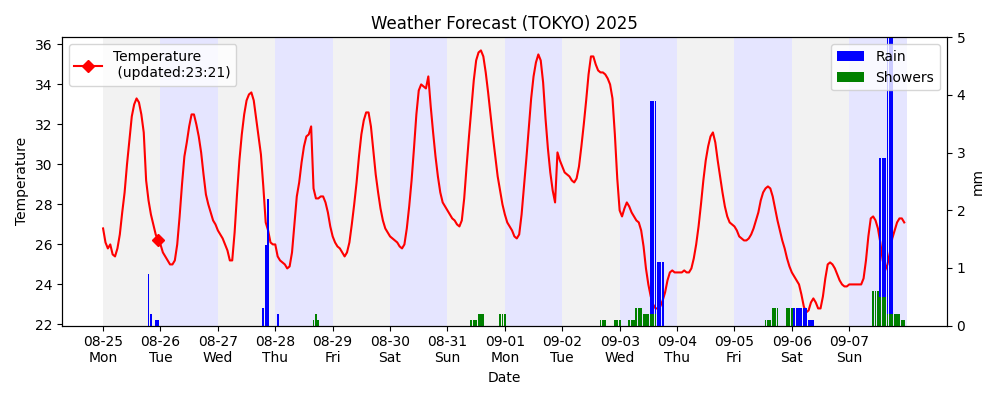 Weather Forecast (TOKYO) 2025
Temperature
(updated:23:21)
Rain
Showers
36
34
32
30
28
26
24
22
Temperature
5
4
3
2
1
0
mm
08-25 08-26 08-27 08-28 08-29 08-30 08-31 09-01 09-02 09-03 09-04 09-05 09-06 09-07
Mon Tue Wed Thu Fri Sat Sun Mon Tue Wed Thu Fri Sat Sun
Date